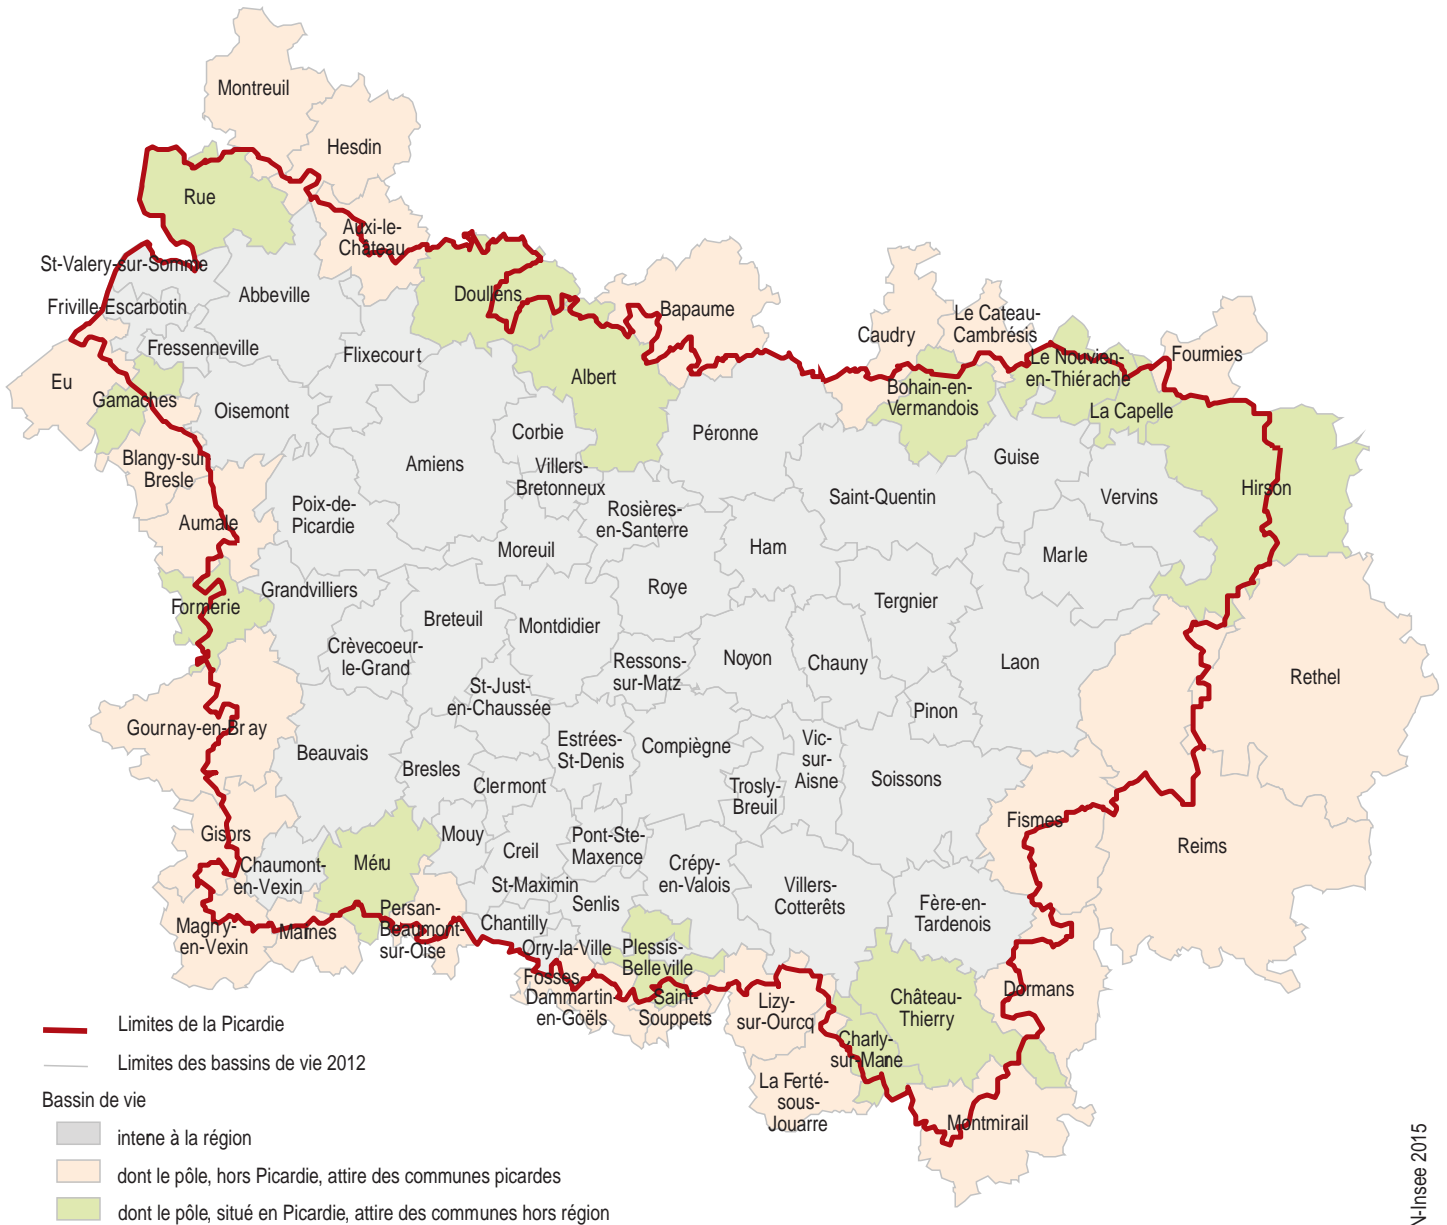 Montreuil
Hesdin
Rue
Auxi-le-
Château
St-Valery-sur-Somme
Abbeville
Doullens
Friville-Escarbotin
Bapaume
Le Cateau-
Cambrésis
Caudry
Fressenneville
Flixecourt
Fourmies
Le Nouvien-
en-Thiérache
Eu
Albert
Bohain-en-
Vermandois
Gamaches
Oisemont
La Capelle
Corbie
Péronne
Blangy-sur
Bresle
Amiens
Villers-
Bretonneux
Guise
Saint-Quentin
Vervins
Hirson
Poix-de-
Picardie
Rosières-
en-Santerre
Aumale
Moreuil
Ham
Marle
Grandvilliers
Roye
Formerie
Tergnier
Breteuil
Montdidier
Crèvecoeur-
le-Grand
Ressons-
sur-Matz
Noyon
Chauny
Laon
Rethel
St-Just-
en-Chaussée
Pinon
Gournay-en-Bray
Beauvais
Estrées-
St-Denis
Compiègne
Vic-
sur-
Aisne
Bresles
Clermont
Trosly-
Breuil
Soissons
Fismes
Gisors
Mouy
Pont-Ste-
Maxence
Reims
Chaumont-
en-Vexin
Méru
Creil
Crépy-
en-Valois
St-Maximin
Villers-
Cotterêts
Senlis
Fère-en-
Tardenois
Persan-
Beaumont-
sur-Oise
Chantilly
Magny-
en-Vexin
Marines
Orry-la-Ville
Plessis-
Belleville
Fosses
Dammartin-
en-Goëls
Saint-
Souppets
Lizy-
sur-Ourcq
Château-
Thierry
Dormans
Charly-
sur-Marne
La Ferté-
sous-
Jouarre
Montmirail
Limites de la Picardie
Limites des bassins de vie 2012
Bassin de vie
intene à la région
dont le pôle, hors Picardie, attire des communes picardes
dont le pôle, situé en Picardie, attire des communes hors région
N-Insee 2015